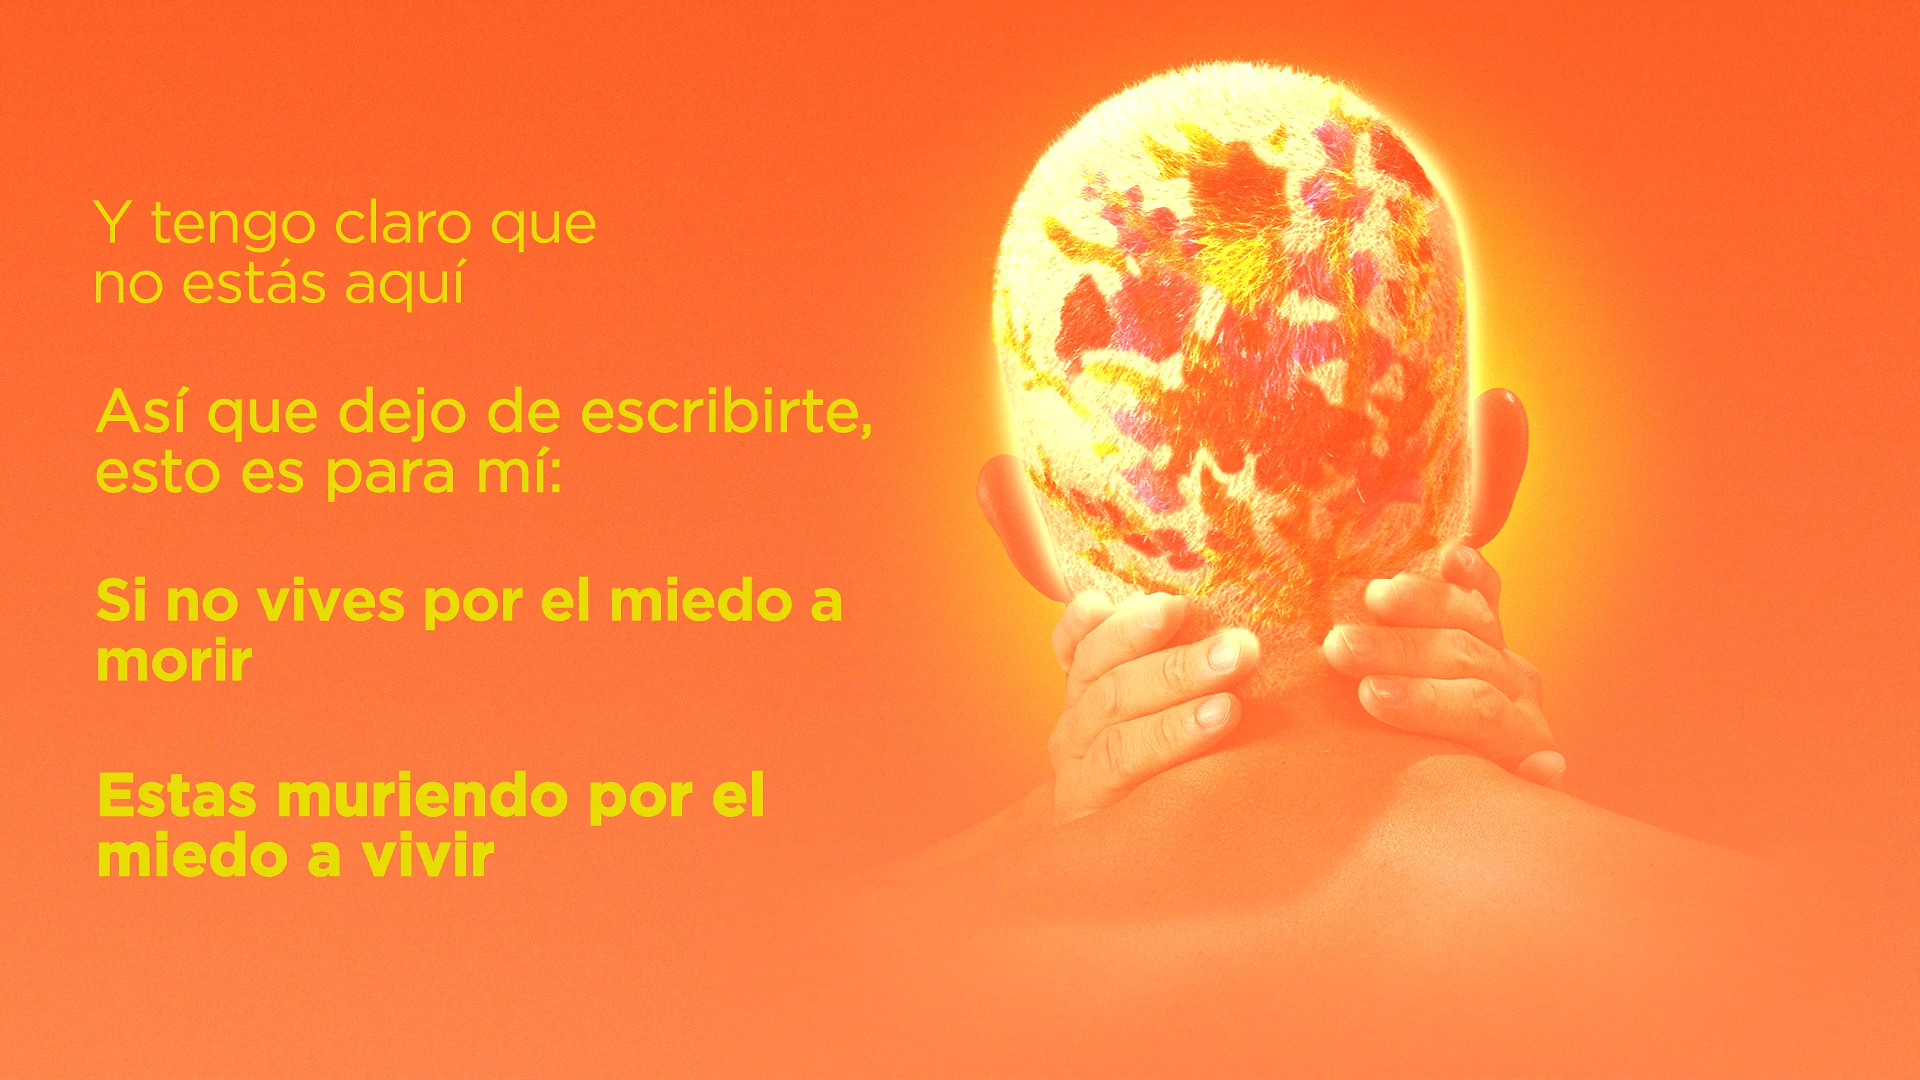 Y tengo claro que
no estás aquí
Así que dejo de escribirte,
esto es para mí:
Si no vives por el miedo a
morir
Estas muriendo por el
miedo a vivir